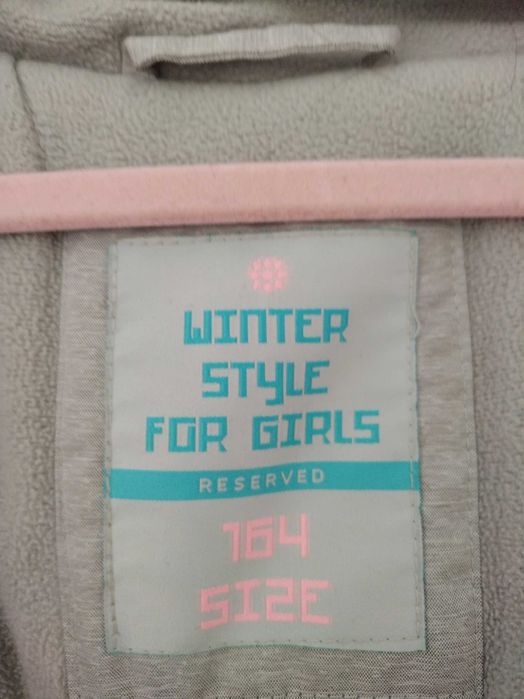 WINTER
STYLE
FOR GIRLS
RESERVED
164
SIZE